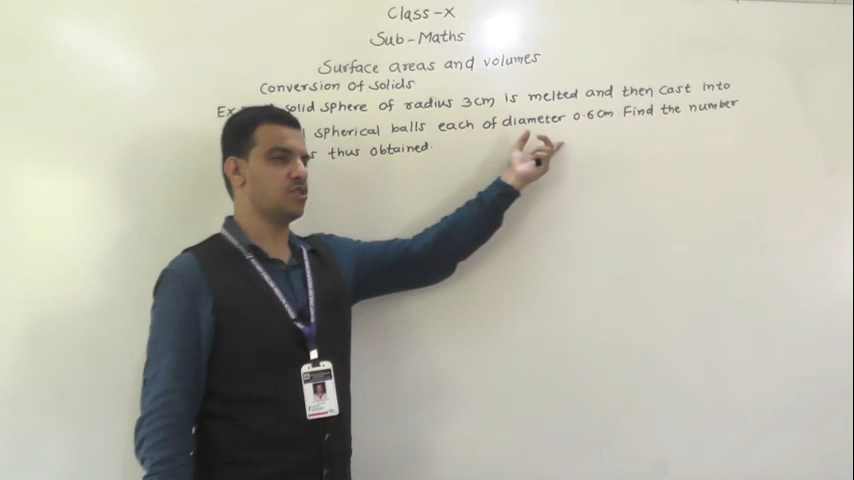 Class-X
Sub-Maths
Surface areas and volumes
Conversion of solids
Ex solid sphere of radius 3cm is melted and then cast into
spherical balls each of diameter 0.6cm Find the number
thus obtained.